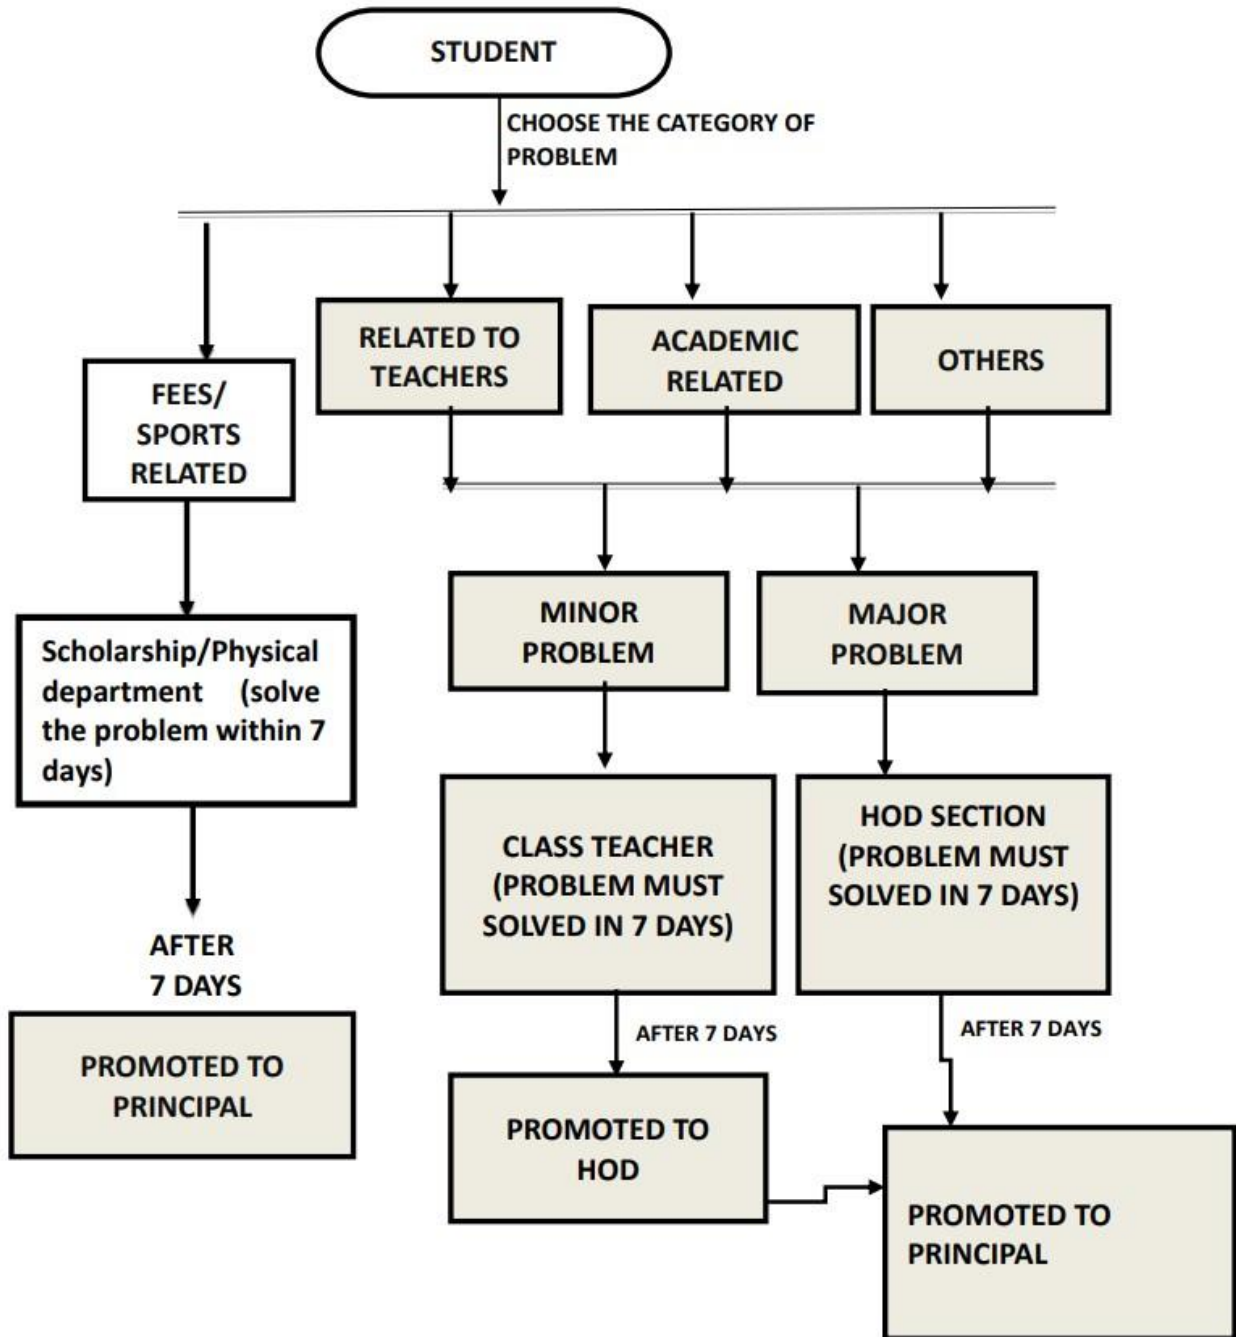 STUDENT
CHOOSE THE CATEGORY OF
PROBLEM
FEES/
SPORTS
RELATED
RELATED TO
TEACHERS
ACADEMIC
RELATED
OTHERS
MINOR
PROBLEM
MAJOR
PROBLEM
Scholarship/Physical
department (solve
the problem within 7
days)
CLASS TEACHER
(PROBLEM MUST
SOLVED IN 7 DAYS)
HOD SECTION
(PROBLEM MUST
SOLVED IN 7 DAYS)
AFTER
7 DAYS
AFTER 7 DAYS
AFTER 7 DAYS
PROMOTED TO
PRINCIPAL
PROMOTED TO
HOD
PROMOTED TO
PRINCIPAL